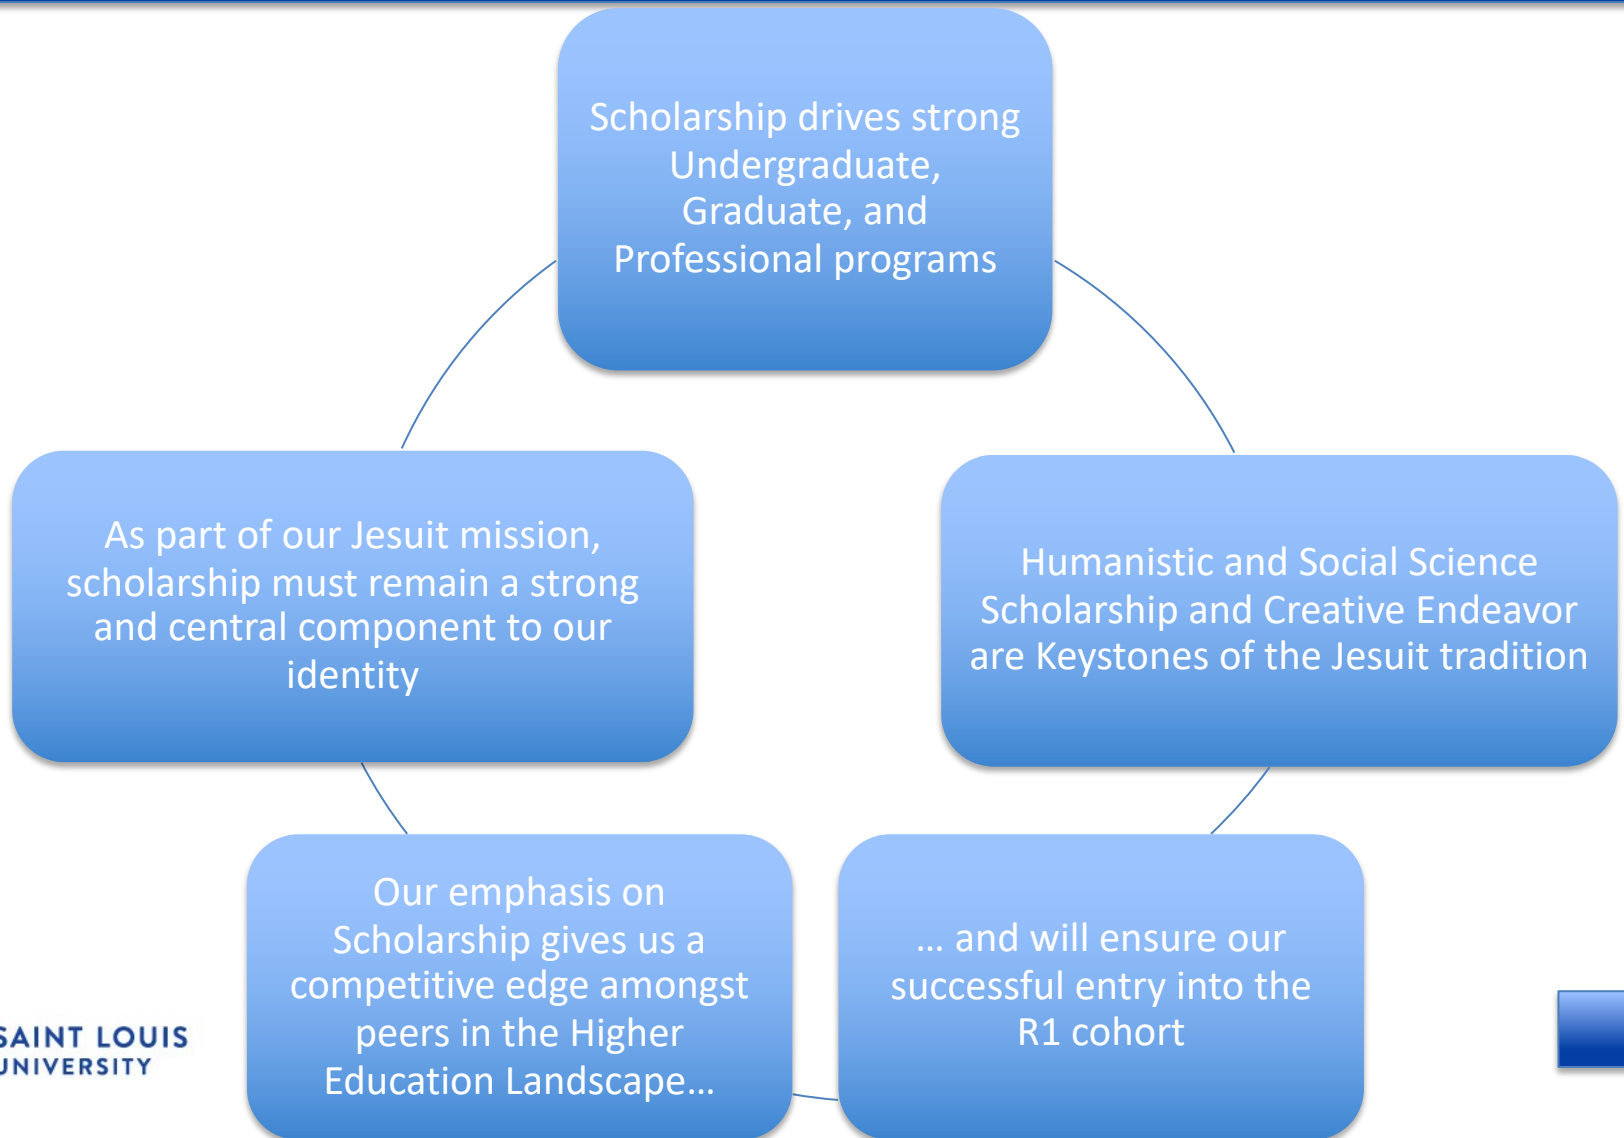 Scholarship drives strong
Undergraduate,
Graduate, and
Professional programs
As part of our Jesuit mission,
scholarship must remain a strong
and central component to our
identity
Humanistic and Social Science
Scholarship and Creative Endeavor
are Keystones of the Jesuit tradition
Our emphasis on
Scholarship gives us a
competitive edge amongst
peers in the Higher
Education Landscape…
… and will ensure our
successful entry into the
R1 cohort
SAINT LOUIS
UNIVERSITY